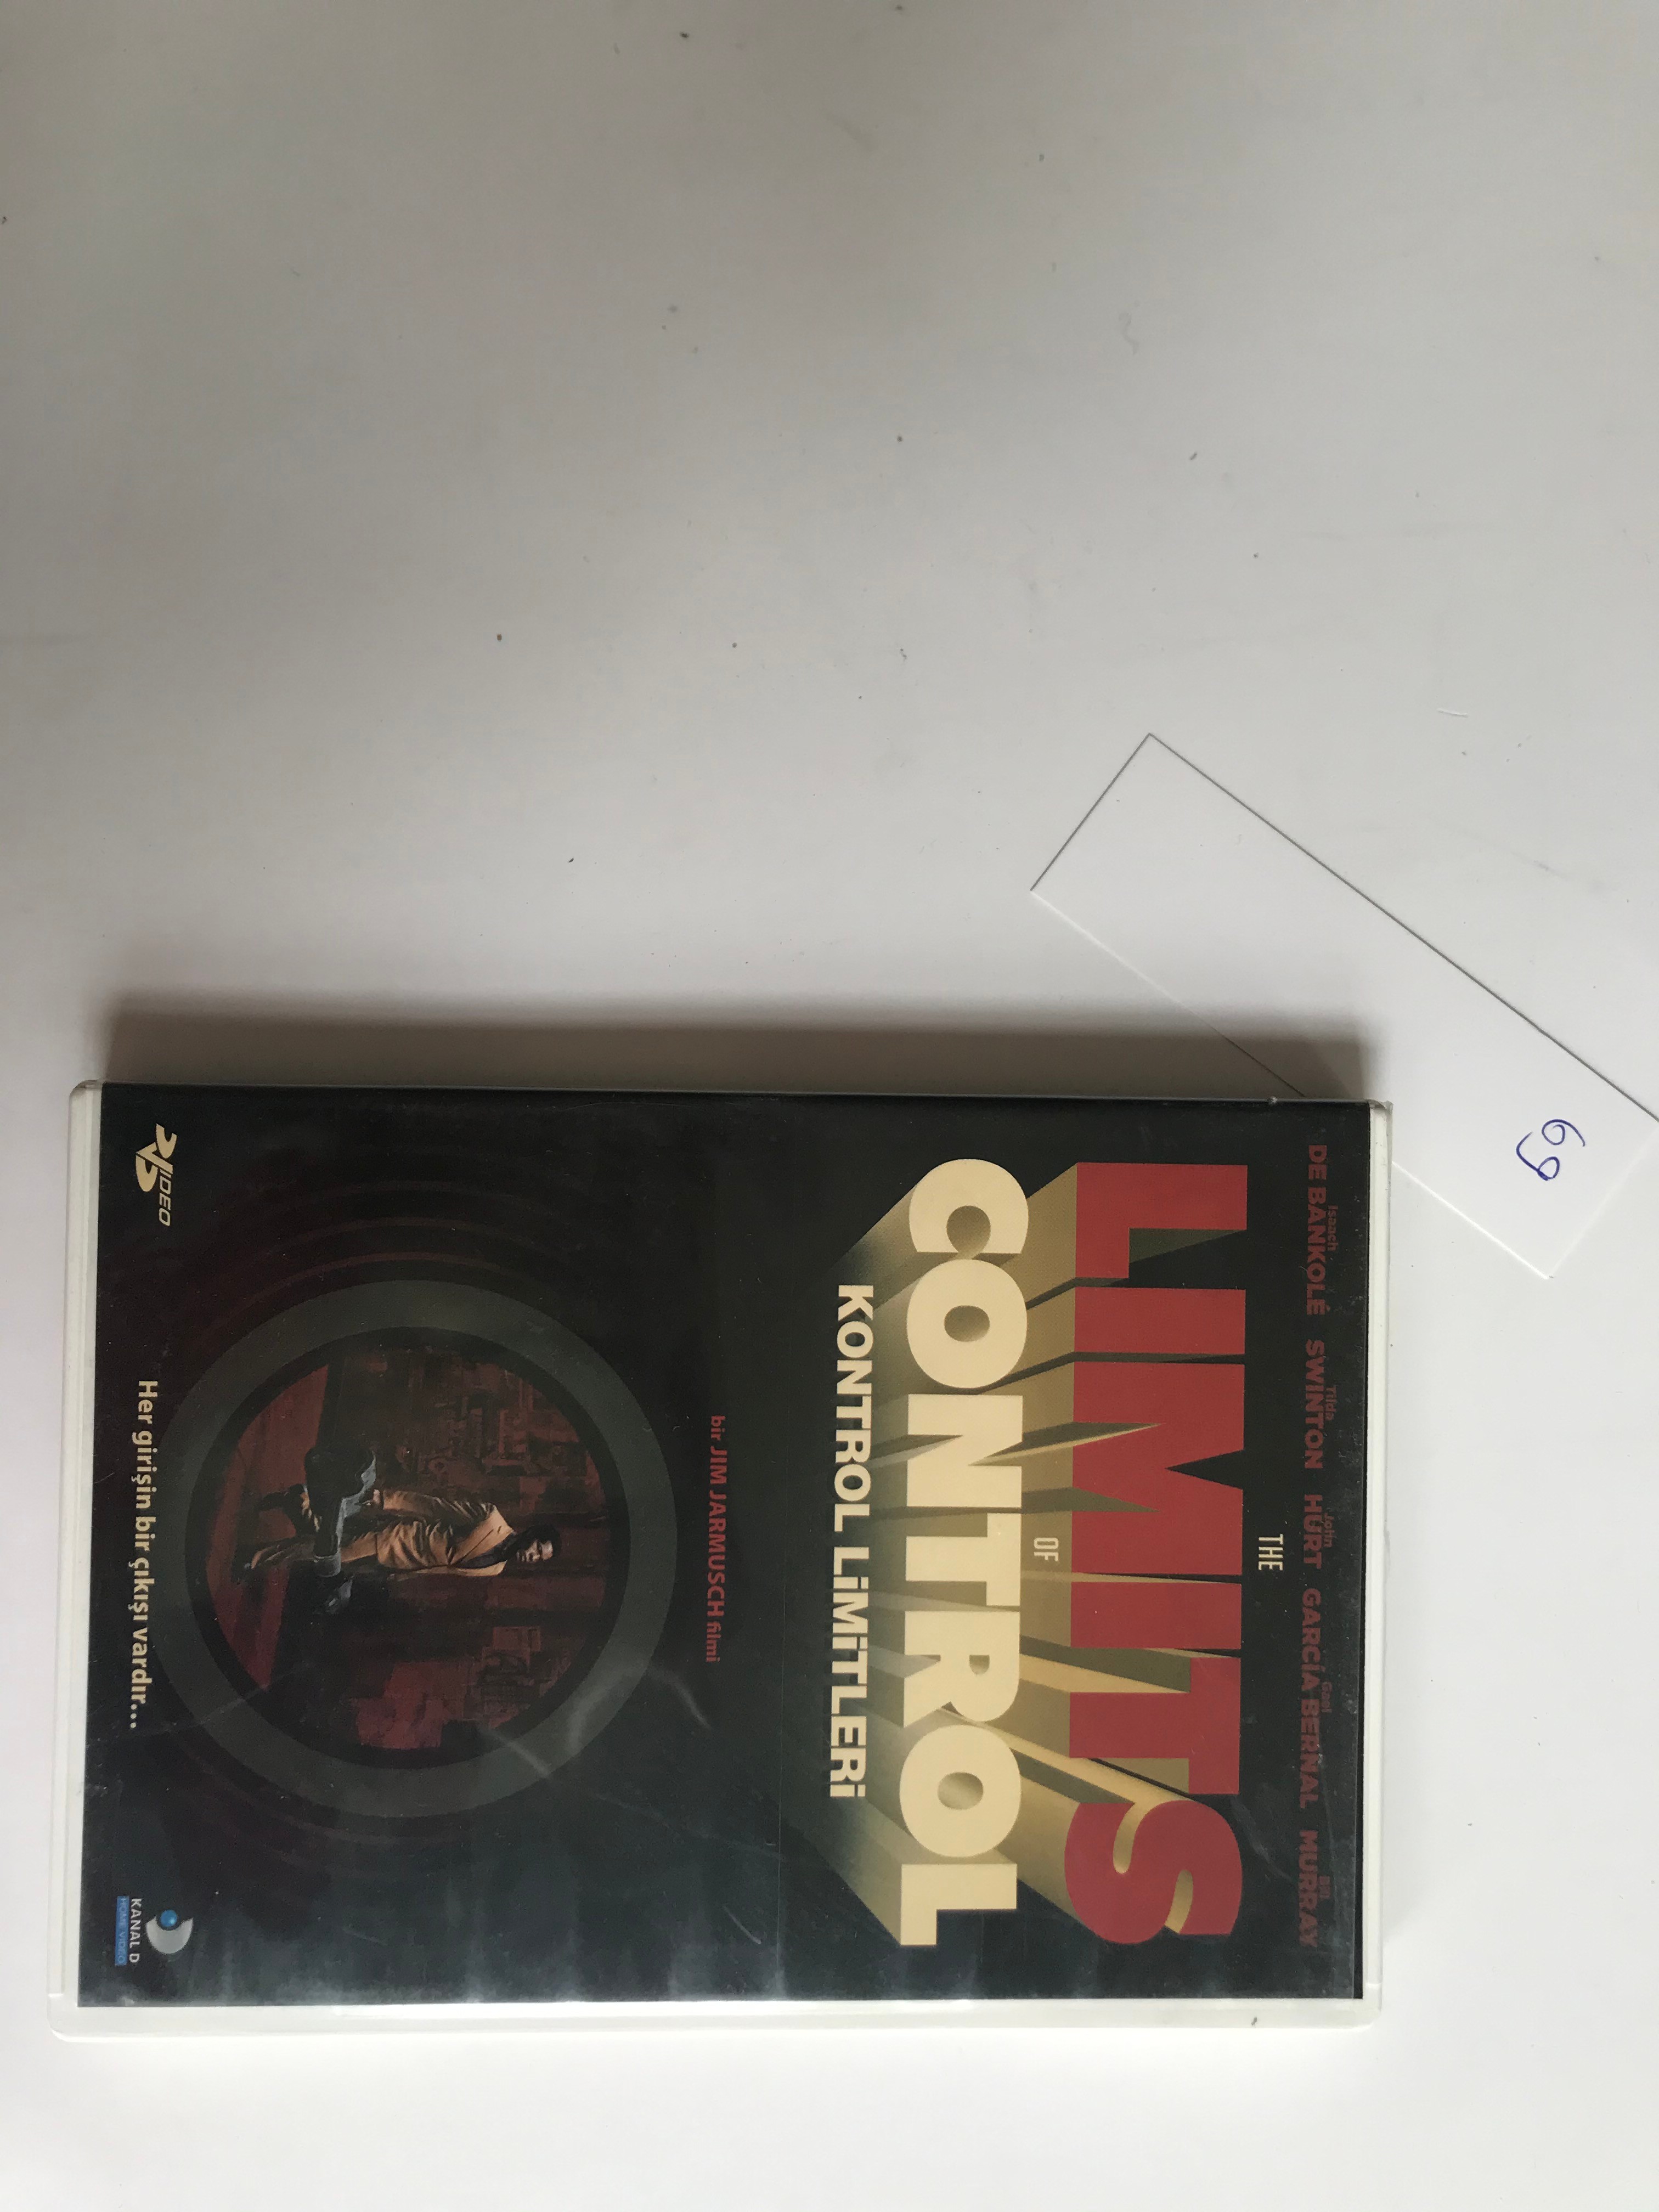 Isaach Tilda John Gael Bill
DE BANKOLÉ SWINTON HURT GARCÍA BERNAL MURRAY
THE
LIMITS
OF
CONTROL
KONTROL LİMİTLERİ
bir JIM JARMUSCH filmi
Her girişin bir çıkışı vardır...
VIDEO
KANAL D
HOME VIDEO
69